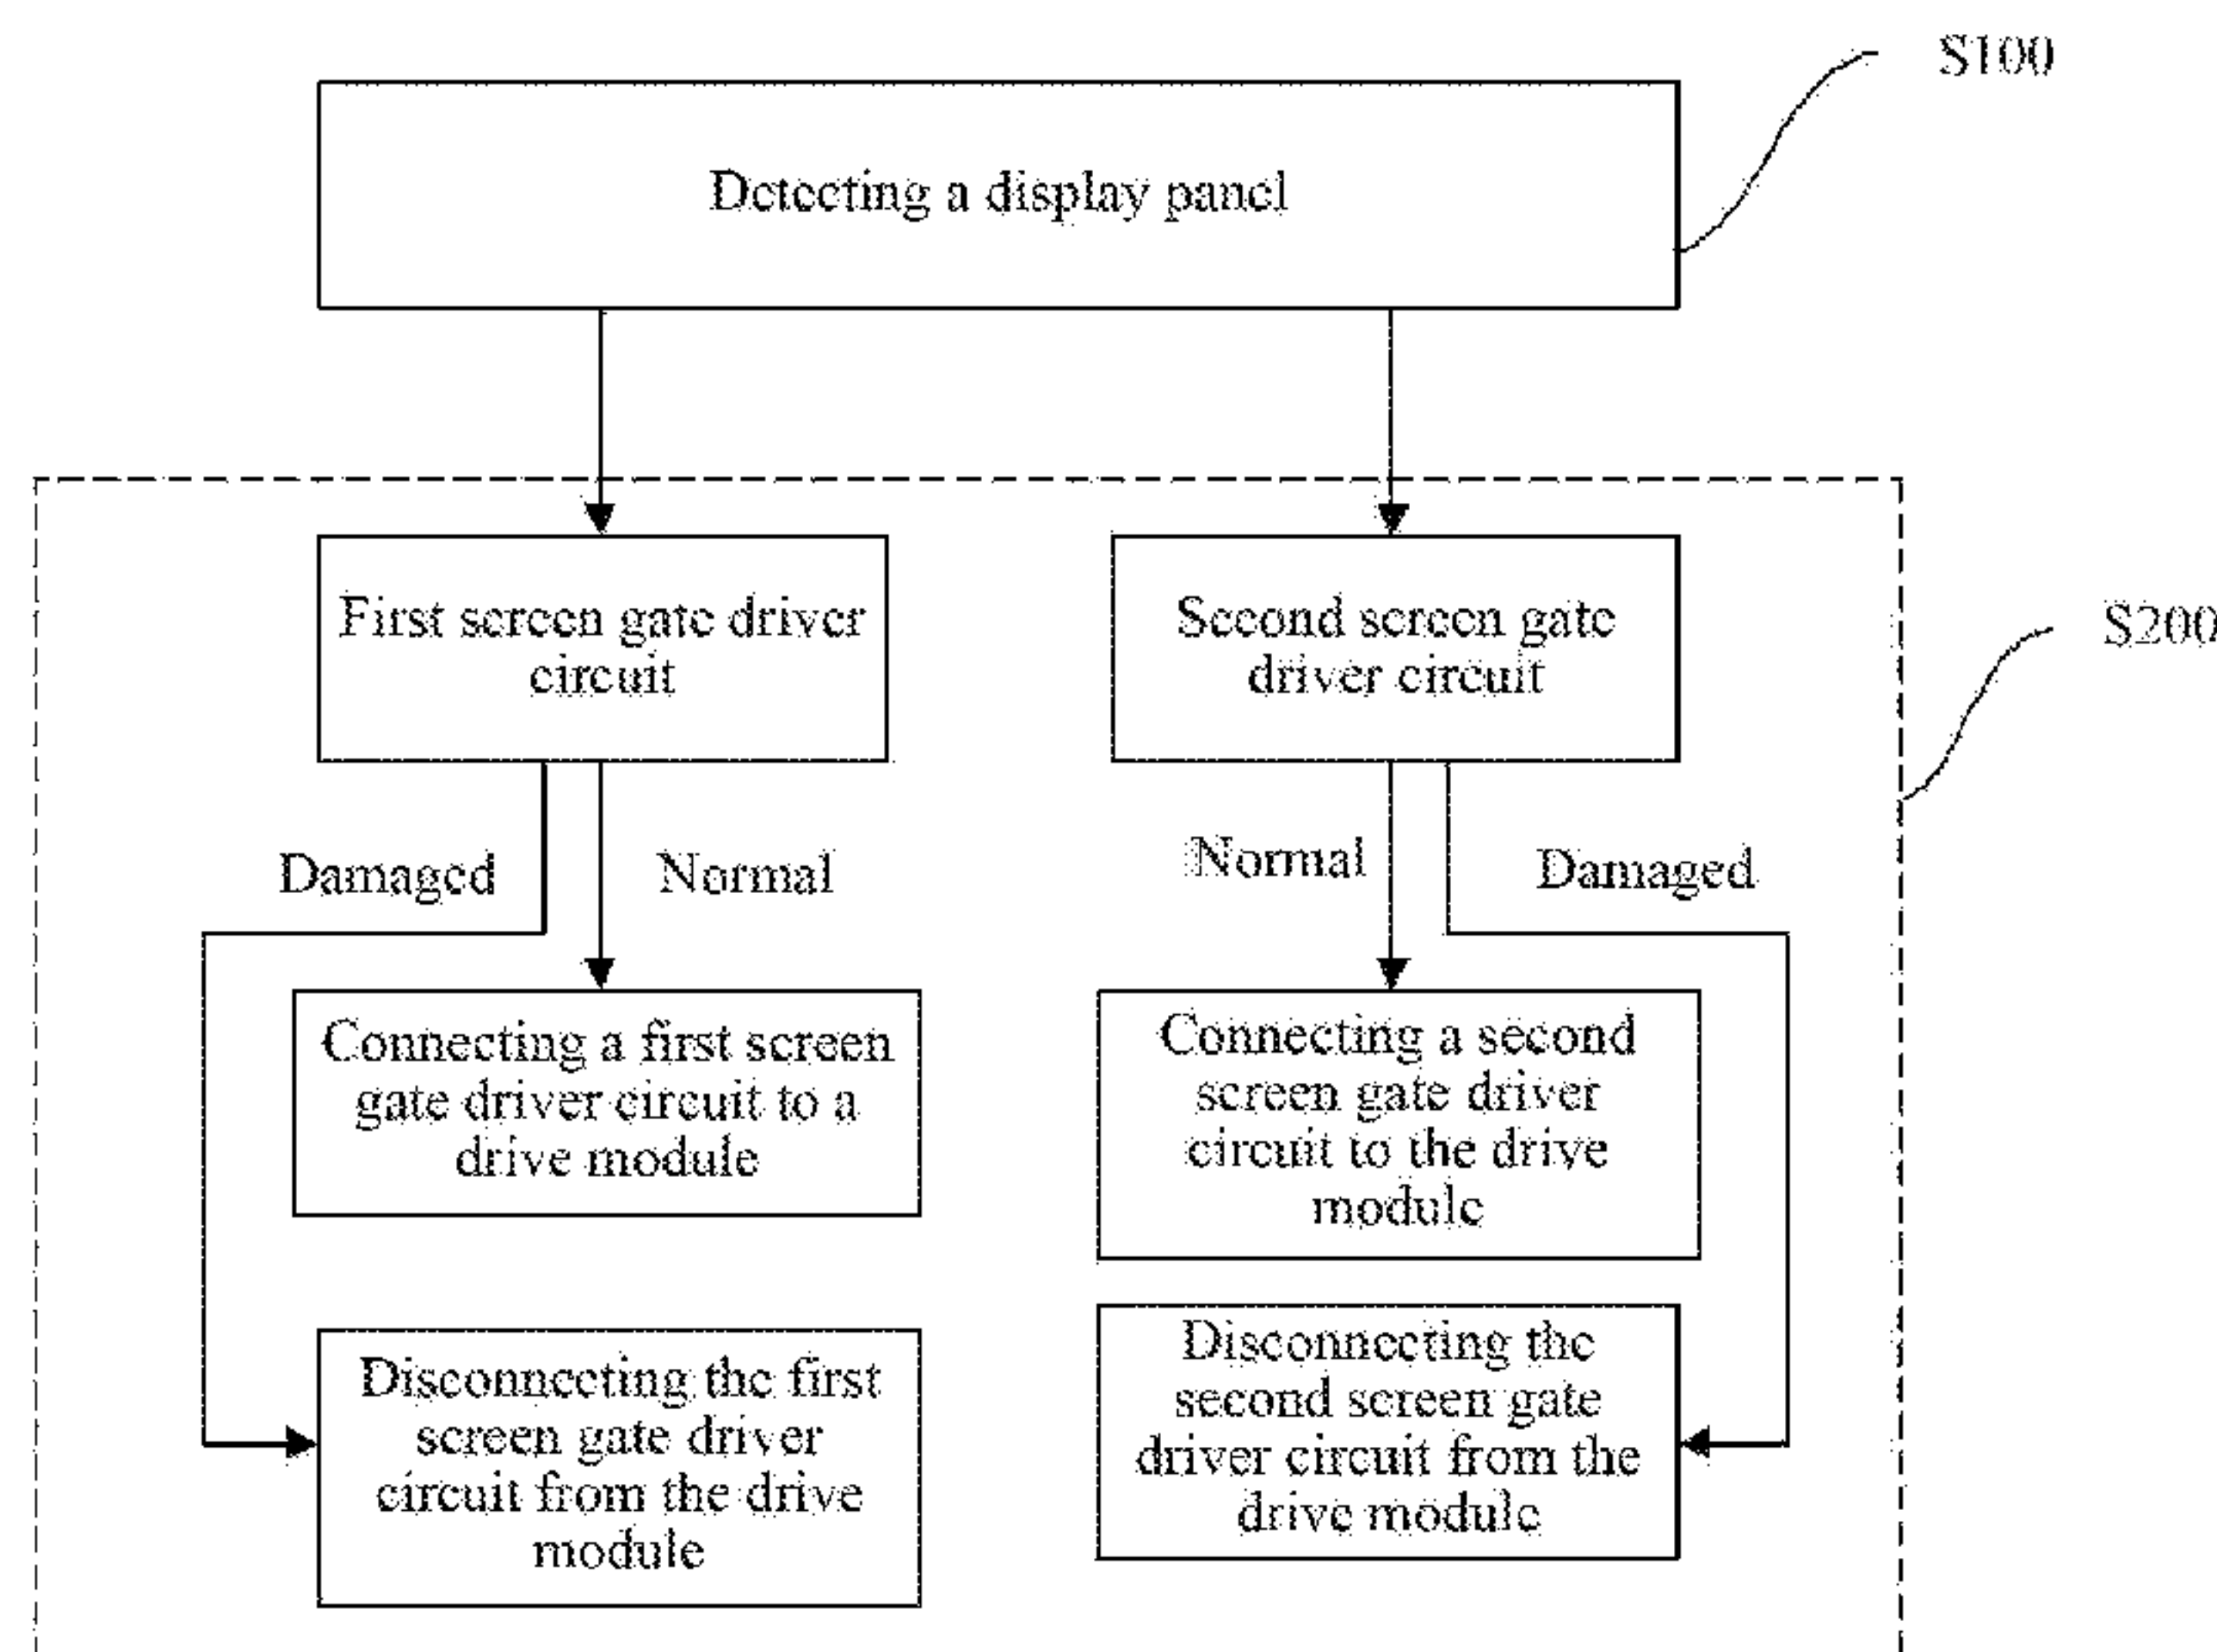 S100
Detecting a display panel
First screen gate driver
circuit
Second screen gate
driver circuit
S200
Damaged
Normal
Normal
Damaged
Connecting a first screen
gate driver circuit to a
drive module
Connecting a second
screen gate driver
circuit to the drive
module
Disconnecting the first
screen gate driver
circuit from the drive
module
Disconnecting the
second screen gate
driver circuit from the
drive module